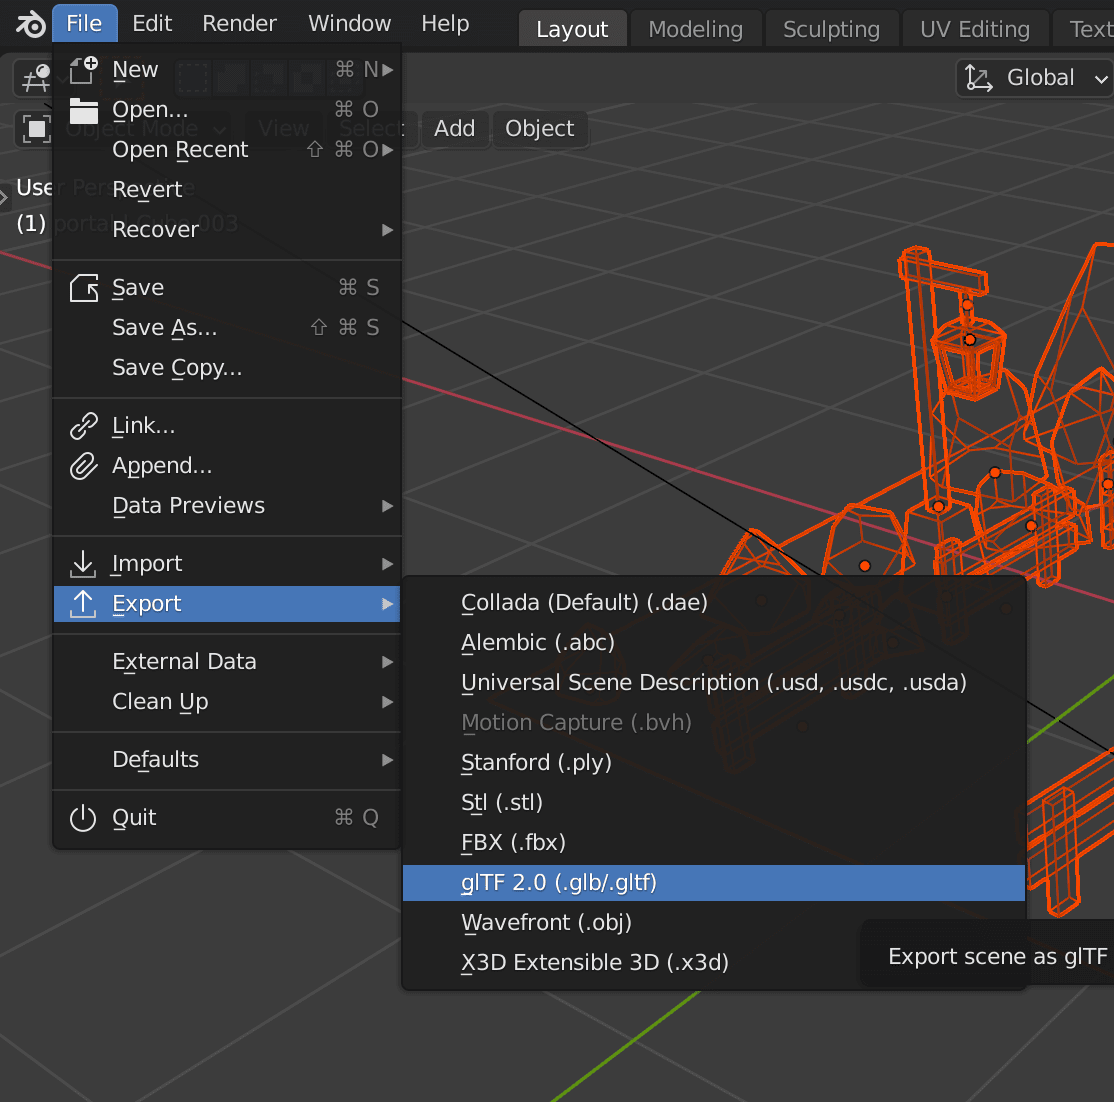 File Edit Render Window Help Layout Modeling Sculpting UV Editing Text
New ⌘ N
Global
Open... ⌘ O
Object Mode View Select Add Object
Open Recent ⇧ ⌘ O
User Perspective
Revert
(1) portal | Cube.003
Recover
Save ⌘ S
Save As... ⇧ ⌘ S
Save Copy...
Link...
Append...
Data Previews
Import
Export
External Data
Clean Up
Defaults
Quit ⌘ Q
Collada (Default) (.dae)
Alembic (.abc)
Universal Scene Description (.usd, .usdc, .usda)
Motion Capture (.bvh)
Stanford (.ply)
Stl (.stl)
FBX (.fbx)
glTF 2.0 (.glb/.gltf)
Wavefront (.obj)
X3D Extensible 3D (.x3d)
Export scene as glTF